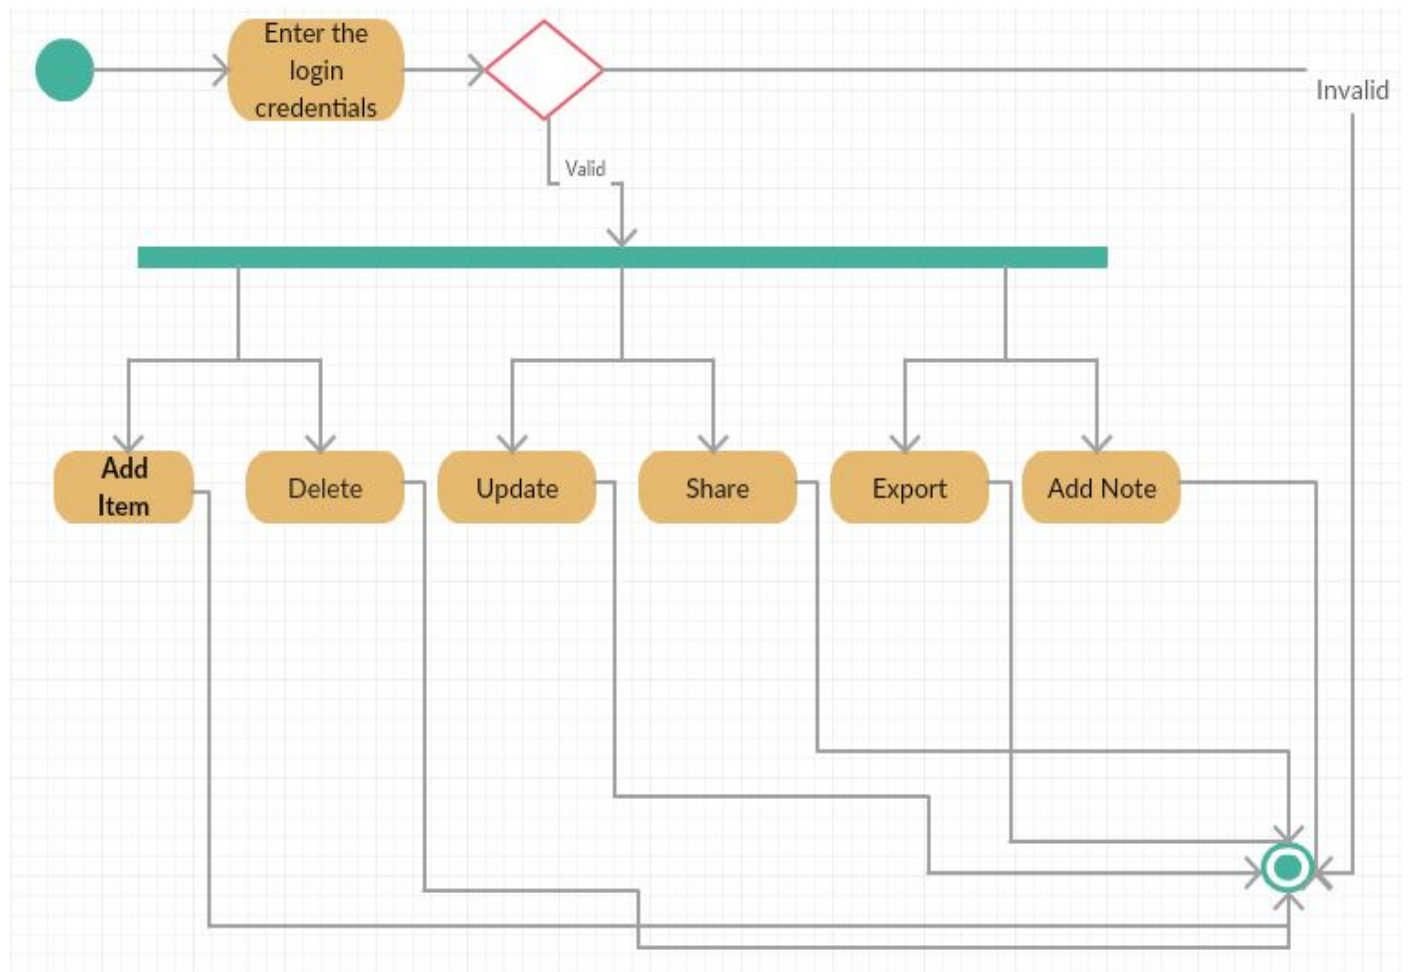 Enter the
login
credentials
Invalid
Valid
Add
Item
Delete
Update
Share
Export
Add Note